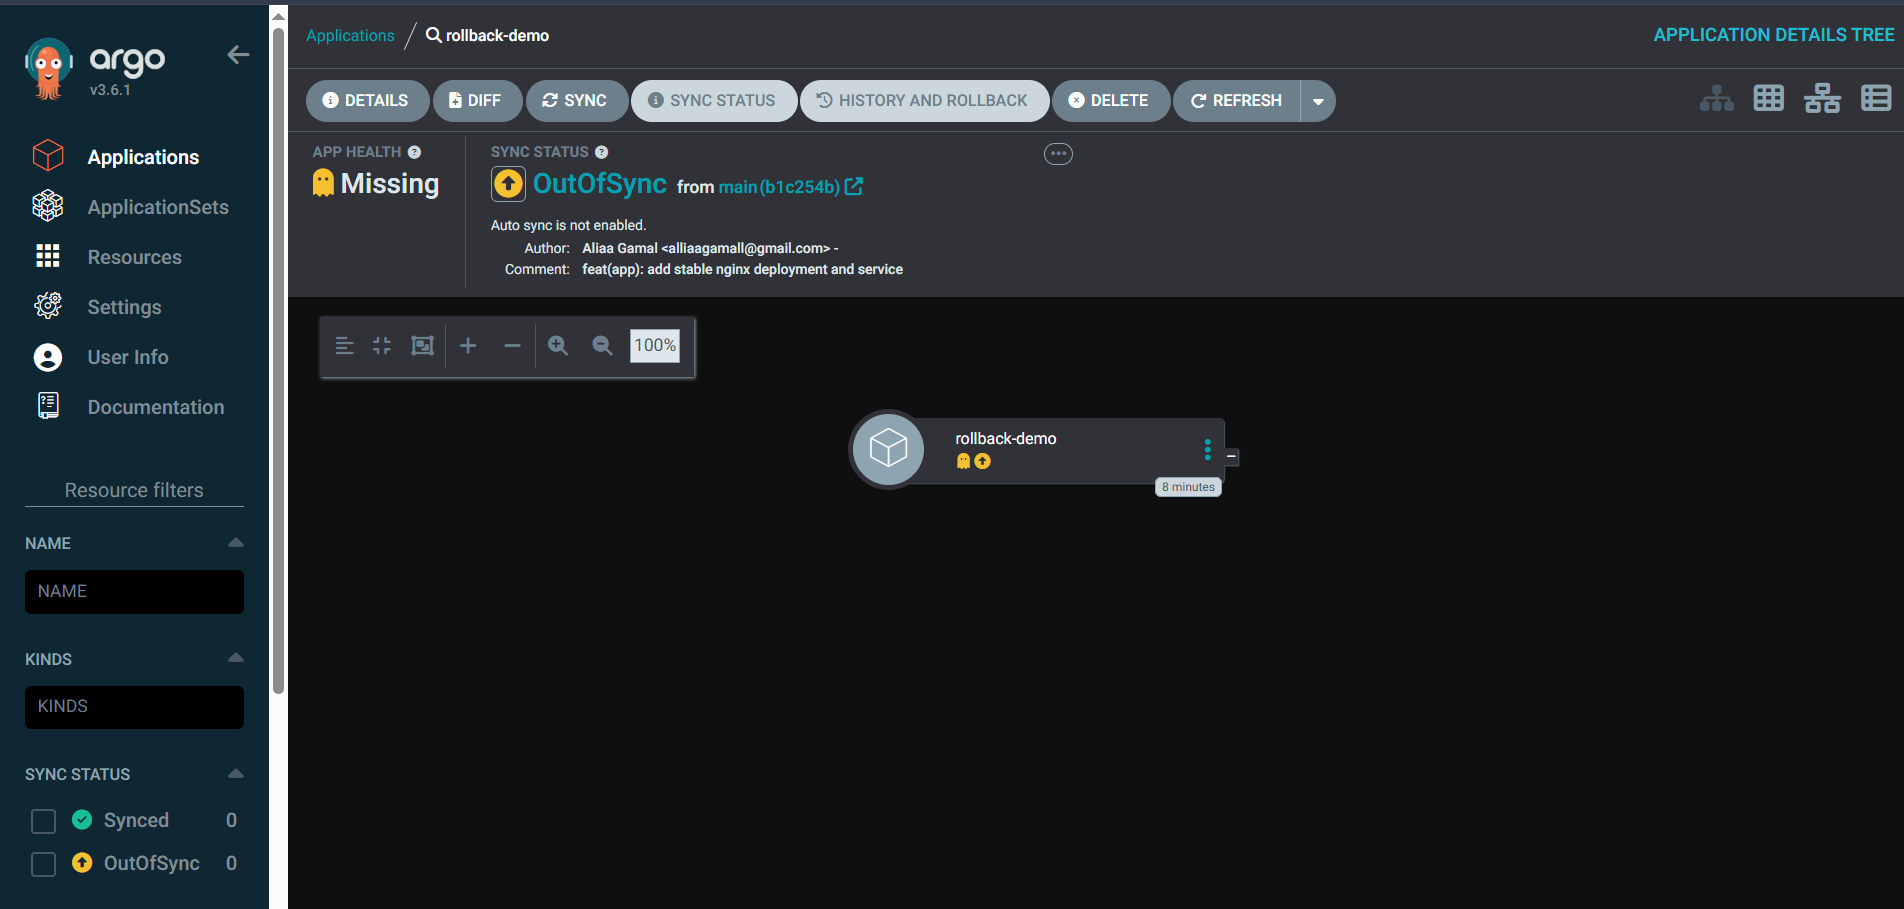 argo
v3.6.1
Applications
ApplicationSets
Resources
Settings
User Info
Documentation
Resource filters
NAME
NAME
KINDS
KINDS
SYNC STATUS
Synced 0
OutOfSync 0
Applications / rollback-demo
APPLICATION DETAILS TREE
DETAILS DIFF SYNC SYNC STATUS HISTORY AND ROLLBACK DELETE REFRESH
APP HEALTH
Missing
SYNC STATUS
OutOfSync from main (b1c254b)
Auto sync is not enabled.
Author: Aliaa Gamal <alliaagamall@gmail.com> -
Comment: feat(app): add stable nginx deployment and service
100%
rollback-demo
8 minutes